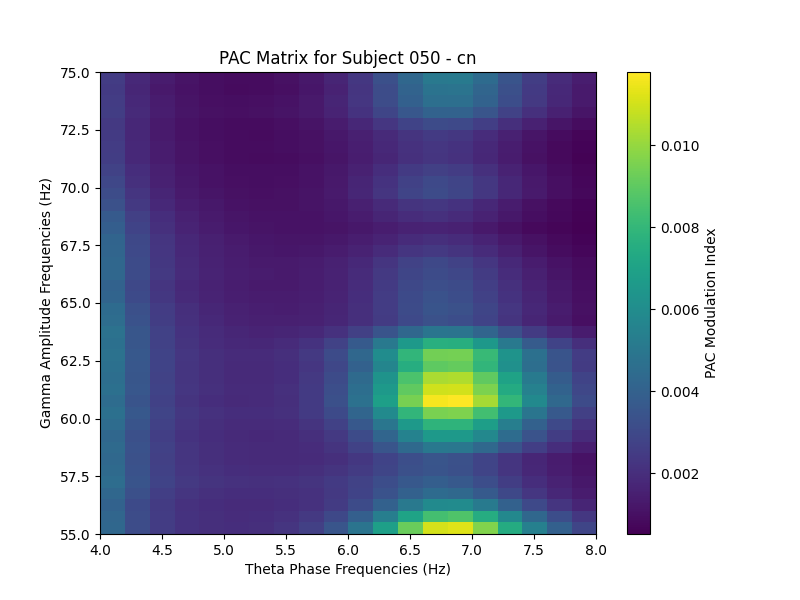 PAC Matrix for Subject 050 - cn
75.0
72.5
70.0
67.5
65.0
62.5
60.0
57.5
55.0
Gamma Amplitude Frequencies (Hz)
4.0 4.5 5.0 5.5 6.0 6.5 7.0 7.5 8.0
Theta Phase Frequencies (Hz)
0.010
0.008
0.006
0.004
0.002
PAC Modulation Index